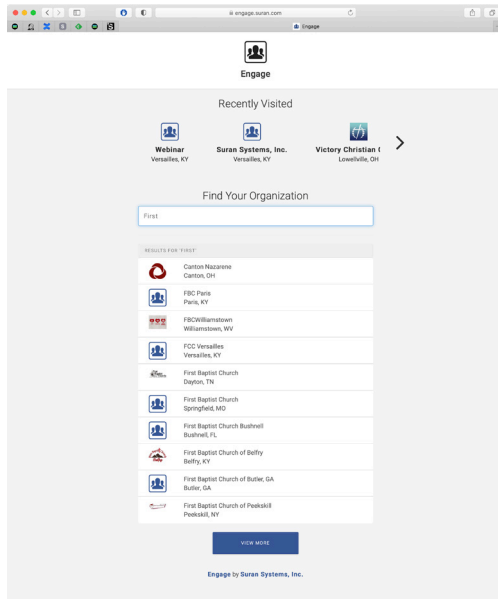 engage.suran.com
Engage
Engage
Recently Visited
Webinar
Versailles, KY
Suran Systems, Inc.
Versailles, KY
Victory Christian C
Lowellville, OH
Find Your Organization
First
RESULTS FOR 'FIRST'
Canton Nazarene
Canton, OH
FBC Paris
Paris, KY
FBCWilliamstown
Williamstown, WV
FCC Versailles
Versailles, KY
First Baptist Church
Dayton, TN
First Baptist Church
Springfield, MO
First Baptist Church Bushnell
Bushnell, FL
First Baptist Church of Belfry
Belfry, KY
First Baptist Church of Butler, GA
Butler, GA
First Baptist Church of Peekskill
Peekskill, NY
VIEW MORE
Engage by Suran Systems, Inc.